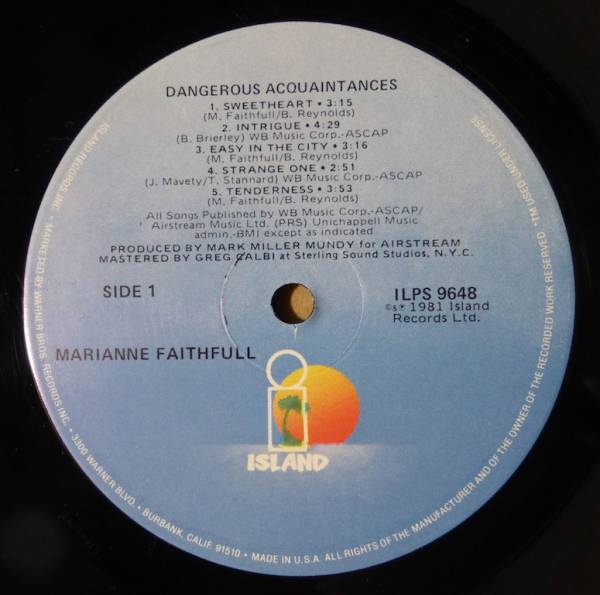 DANGEROUS ACQUAINTANCES
1. SWEETHEART • 3:15
(M. Faithfull/B. Reynolds)
2. INTRIGUE • 4:29
(B. Brierley) WB Music Corp.-ASCAP
3. EASY IN THE CITY • 3:16
(M. Faithfull/B. Reynolds)
4. STRANGE ONE • 2:51
(J. Mavety/T. Stannard) WB Music Corp.-ASCAP
5. TENDERNESS • 3:53
(M. Faithfull/B. Reynolds)
All Songs Published by WB Music Corp.-ASCAP/
Airstream Music Ltd. (PRS) Unichappell Music
admin.-BMI except as indicated
PRODUCED BY MARK MILLER MUNDY for AIRSTREAM
MASTERED BY GREG CALBI at Sterling Sound Studios, N.Y.C.
SIDE 1
ILPS 9648
©s℗ 1981 Island
Records Ltd.
MARIANNE FAITHFULL
ISLAND
ISLAND RECORDS, INC. • MARKETED BY WARNER BROS. RECORDS INC. • 3300 WARNER BLVD. • BURBANK, CALIF. 91510 • MADE IN U.S.A. ALL RIGHTS OF THE MANUFACTURER AND OF THE OWNER OF THE RECORDED WORK RESERVED. TM. USED UNDER LICENSE.